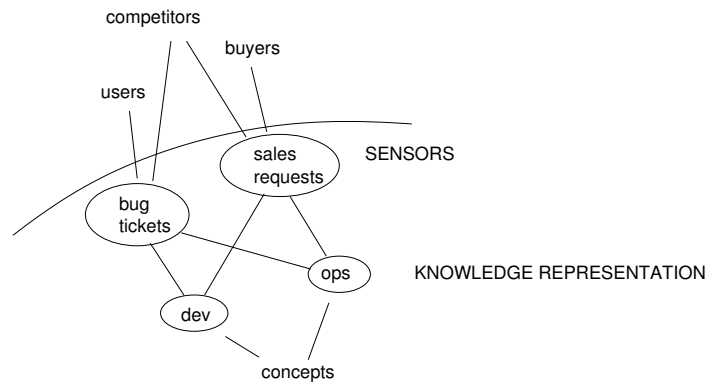 competitors
buyers
users
sales
requests
SENSORS
bug
tickets
ops
KNOWLEDGE REPRESENTATION
dev
concepts